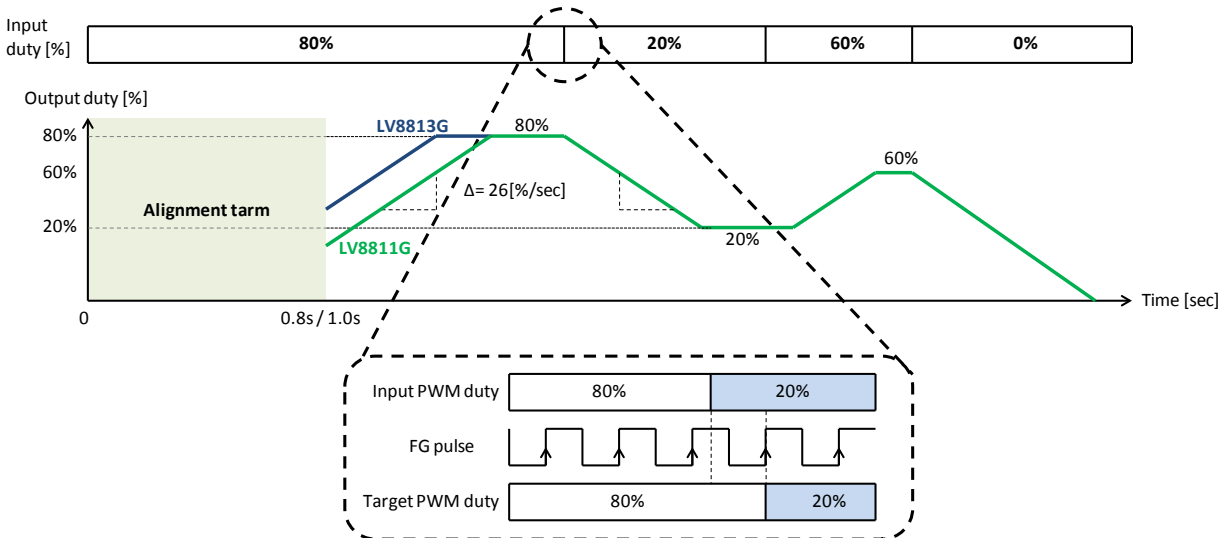 Input
duty [%]
80%
20%
60%
0%
Output duty [%]
80%
60%
20%
0
Alignment tarm
LV8813G
LV8811G
80%
Δ= 26[%/sec]
20%
60%
0.8s / 1.0s
Time [sec]
Input PWM duty
80%
20%
FG pulse
Target PWM duty
80%
20%